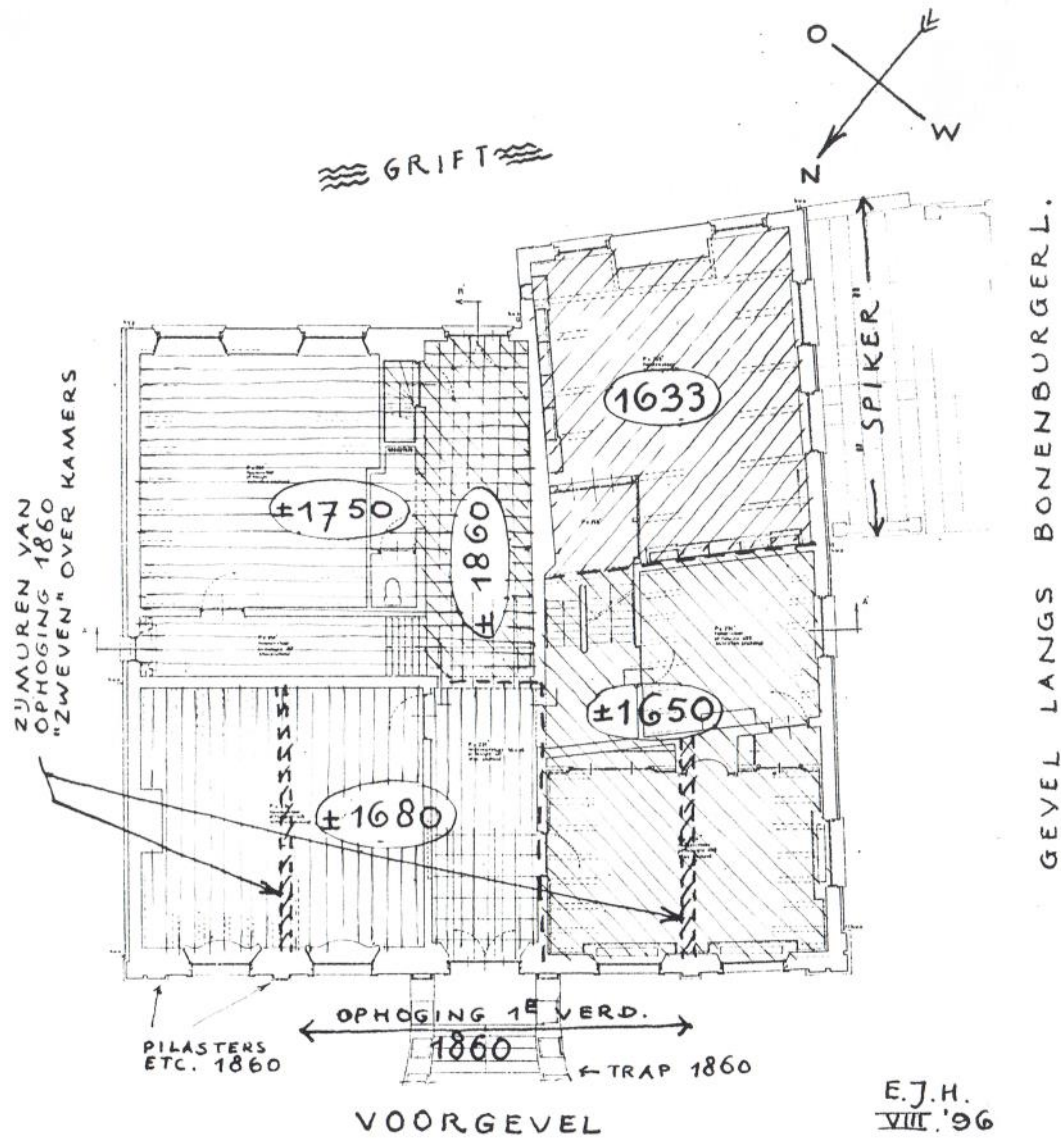 O
W
N
GRIFT
"SPIKER"
GEVEL LANGS BONENBURGERL.
1633
±1750
±1860
ZIJMUREN VAN
OPHOGING 1860
"ZWEVEN" OVER KAMERS
±1650
±1680
OPHOGING 1E VERD.
1860
PILASTERS
ETC. 1860
← TRAP 1860
VOORGEVEL
E.J.H.
VIII.'96